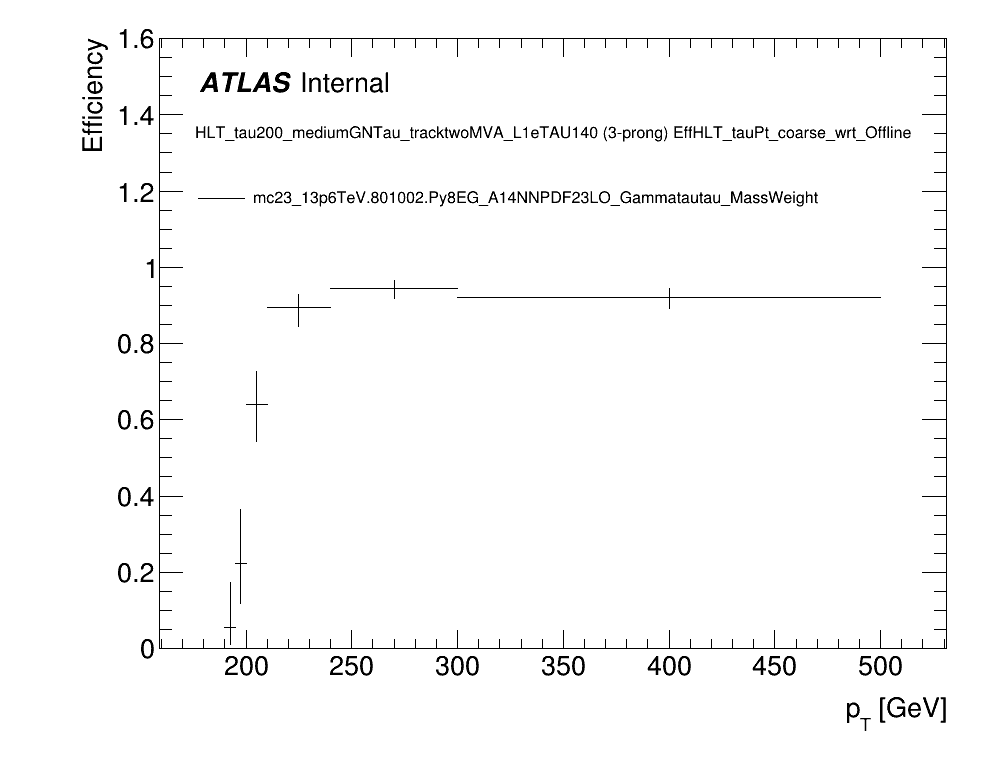 ATLAS Internal
HLT_tau200_mediumGNTau_tracktwoMVA_L1eTAU140 (3-prong) EffHLT_tauPt_coarse_wrt_Offline
mc23_13p6TeV.801002.Py8EG_A14NNPDF23LO_Gammatautau_MassWeight
Efficiency
1.6
1.4
1.2
1
0.8
0.6
0.4
0.2
0
200 250 300 350 400 450 500
p_T [GeV]